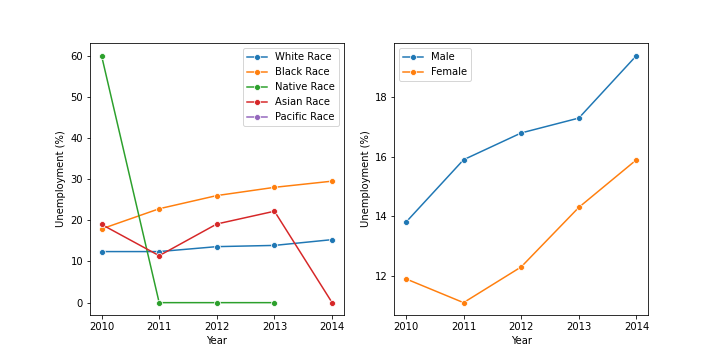 Unemployment (%)
60
50
40
30
20
10
0
2010 2011 2012 2013 2014
Year
White Race
Black Race
Native Race
Asian Race
Pacific Race
Unemployment (%)
18
16
14
12
2010 2011 2012 2013 2014
Year
Male
Female